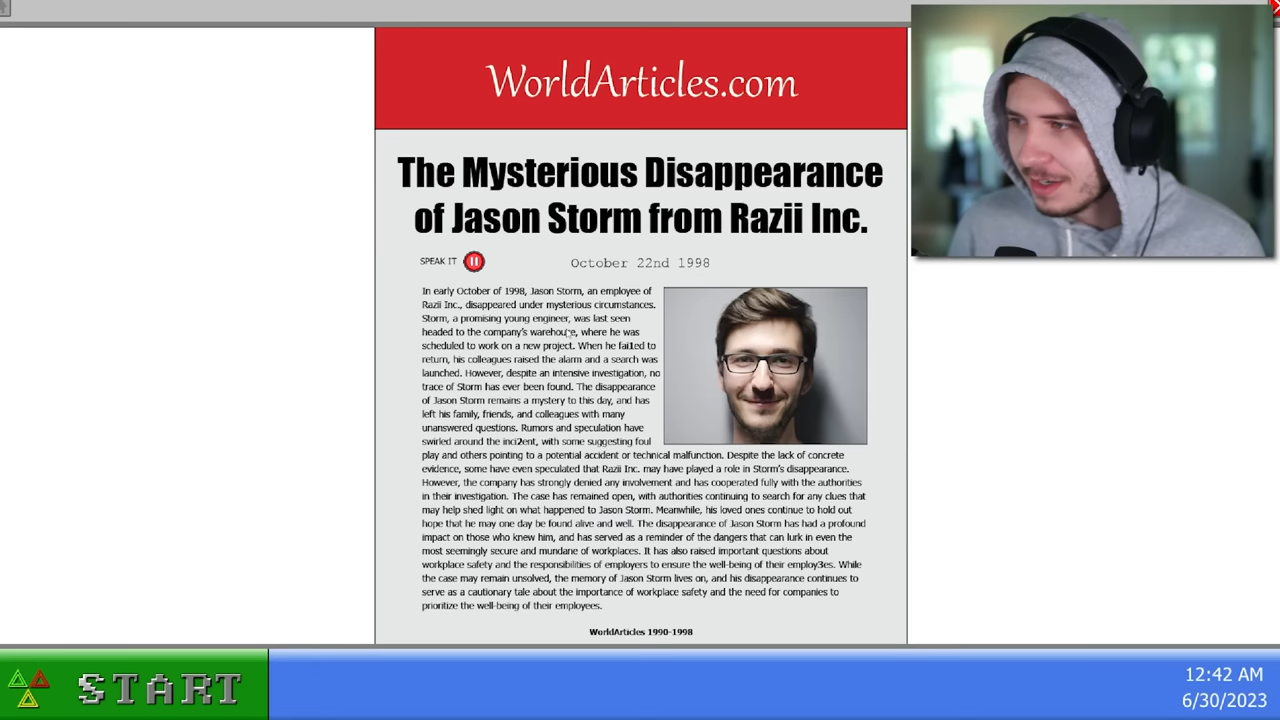 WorldArticles.com
The Mysterious Disappearance
of Jason Storm from Razii Inc.
SPEAK IT
October 22nd 1998
In early October of 1998, Jason Storm, an employee of
Razii Inc., disappeared under mysterious circumstances.
Storm, a promising young engineer, was last seen
headed to the company's warehouse, where he was
scheduled to work on a new project. When he fai1ed to
return, his colleagues raised the alarm and a search was
launched. However, despite an intensive investigation, no
trace of Storm has ever been found. The disappearance
of Jason Storm remains a mystery to this day, and has
left his family, friends, and colleagues with many
unanswered questions. Rumors and speculation have
swirled around the inci2ent, with some suggesting foul
play and others pointing to a potential accident or technical malfunction. Despite the lack of concrete
evidence, some have even speculated that Razii Inc. may have played a role in Storm's disappearance.
However, the company has strongly denied any involvement and has cooperated fully with the authorities
in their investigation. The case has remained open, with authorities continuing to search for any clues that
may help shed light on what happened to Jason Storm. Meanwhile, his loved ones continue to hold out
hope that he may one day be found alive and well. The disappearance of Jason Storm has had a profound
impact on those who knew him, and has served as a reminder of the dangers that can lurk in even the
most seemingly secure and mundane of workplaces. It has also raised important questions about
workplace safety and the responsibilities of employers to ensure the well-being of their employ3es. While
the case may remain unsolved, the memory of Jason Storm lives on, and his disappearance continues to
serve as a cautionary tale about the importance of workplace safety and the need for companies to
prioritize the well-being of their employees.
WorldArticles 1990-1998
START
12:42 AM
6/30/2023